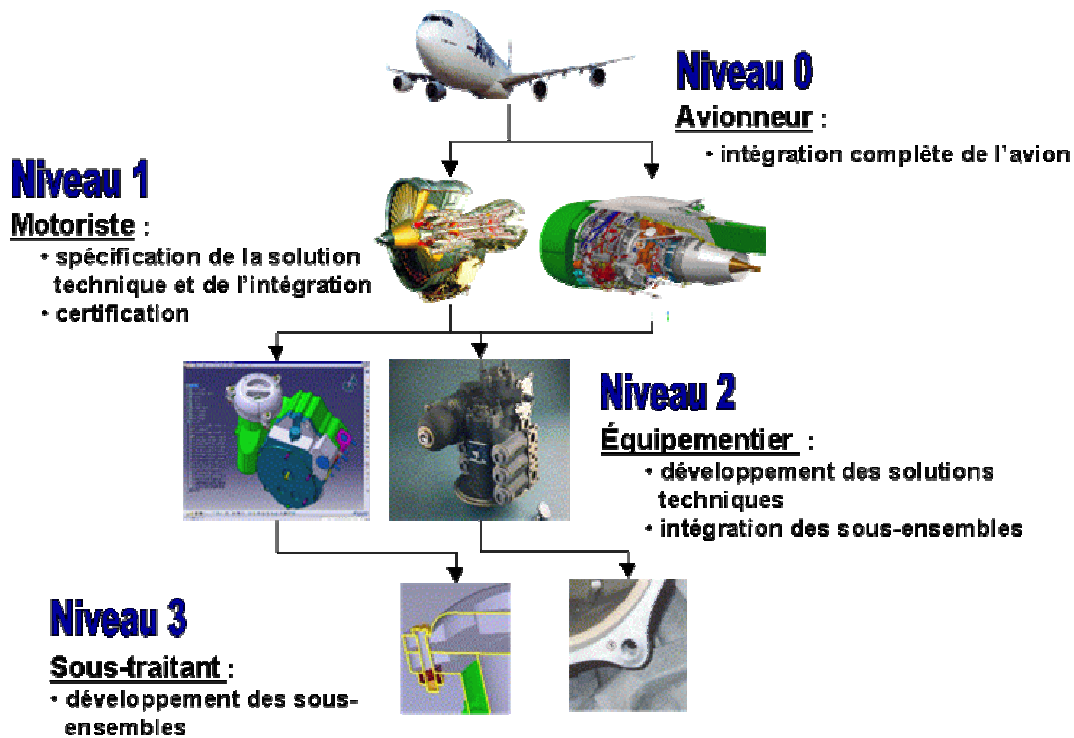 Niveau 0
Avionneur :
• intégration complète de l'avion
Niveau 1
Motoriste :
• spécification de la solution
technique et de l'intégration
• certification
Niveau 2
Équipementier :
• développement des solutions
techniques
• intégration des sous-ensembles
Niveau 3
Sous-traitant :
• développement des sous-
ensembles